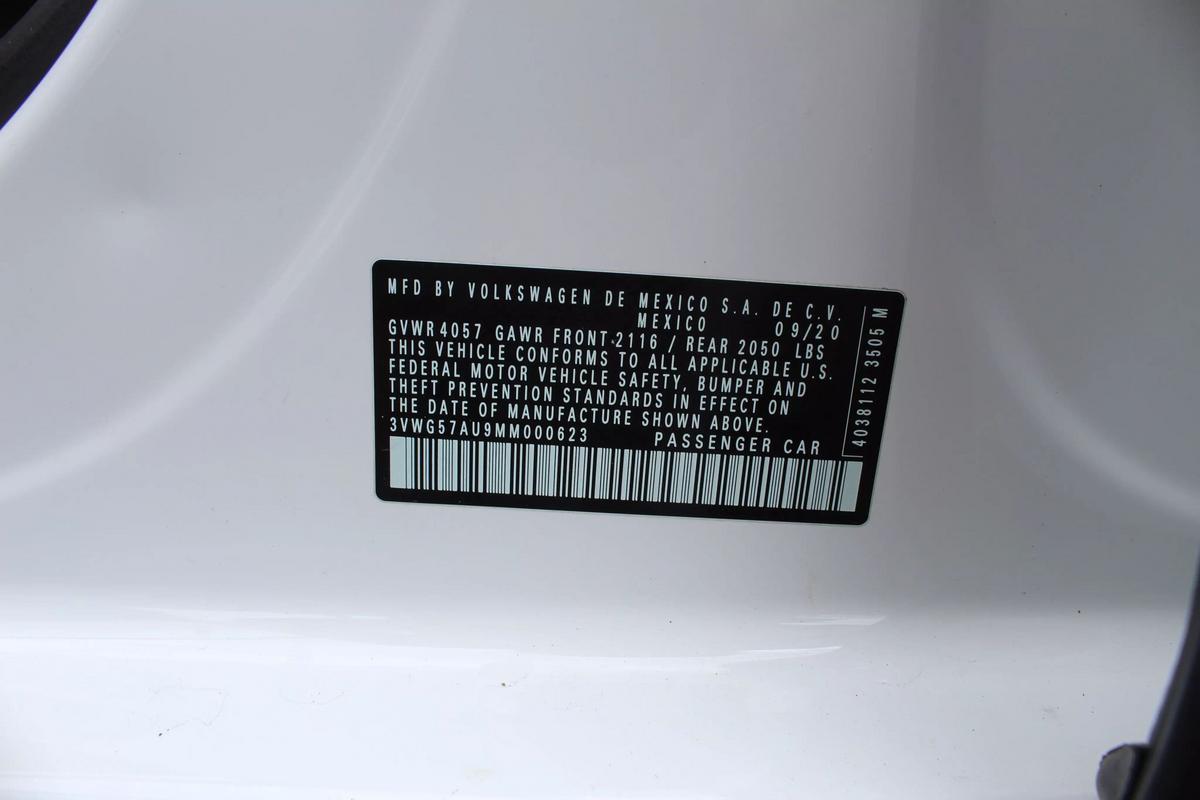 MFD BY VOLKSWAGEN DE MEXICO S.A. DE C.V.
MEXICO 09/20
GVWR 4057 GAWR FRONT 2116 / REAR 2050 LBS
THIS VEHICLE CONFORMS TO ALL APPLICABLE U.S.
FEDERAL MOTOR VEHICLE SAFETY, BUMPER AND
THEFT PREVENTION STANDARDS IN EFFECT ON
THE DATE OF MANUFACTURE SHOWN ABOVE.
3VWG57AU9MM000623 PASSENGER CAR
4038112 3505 M